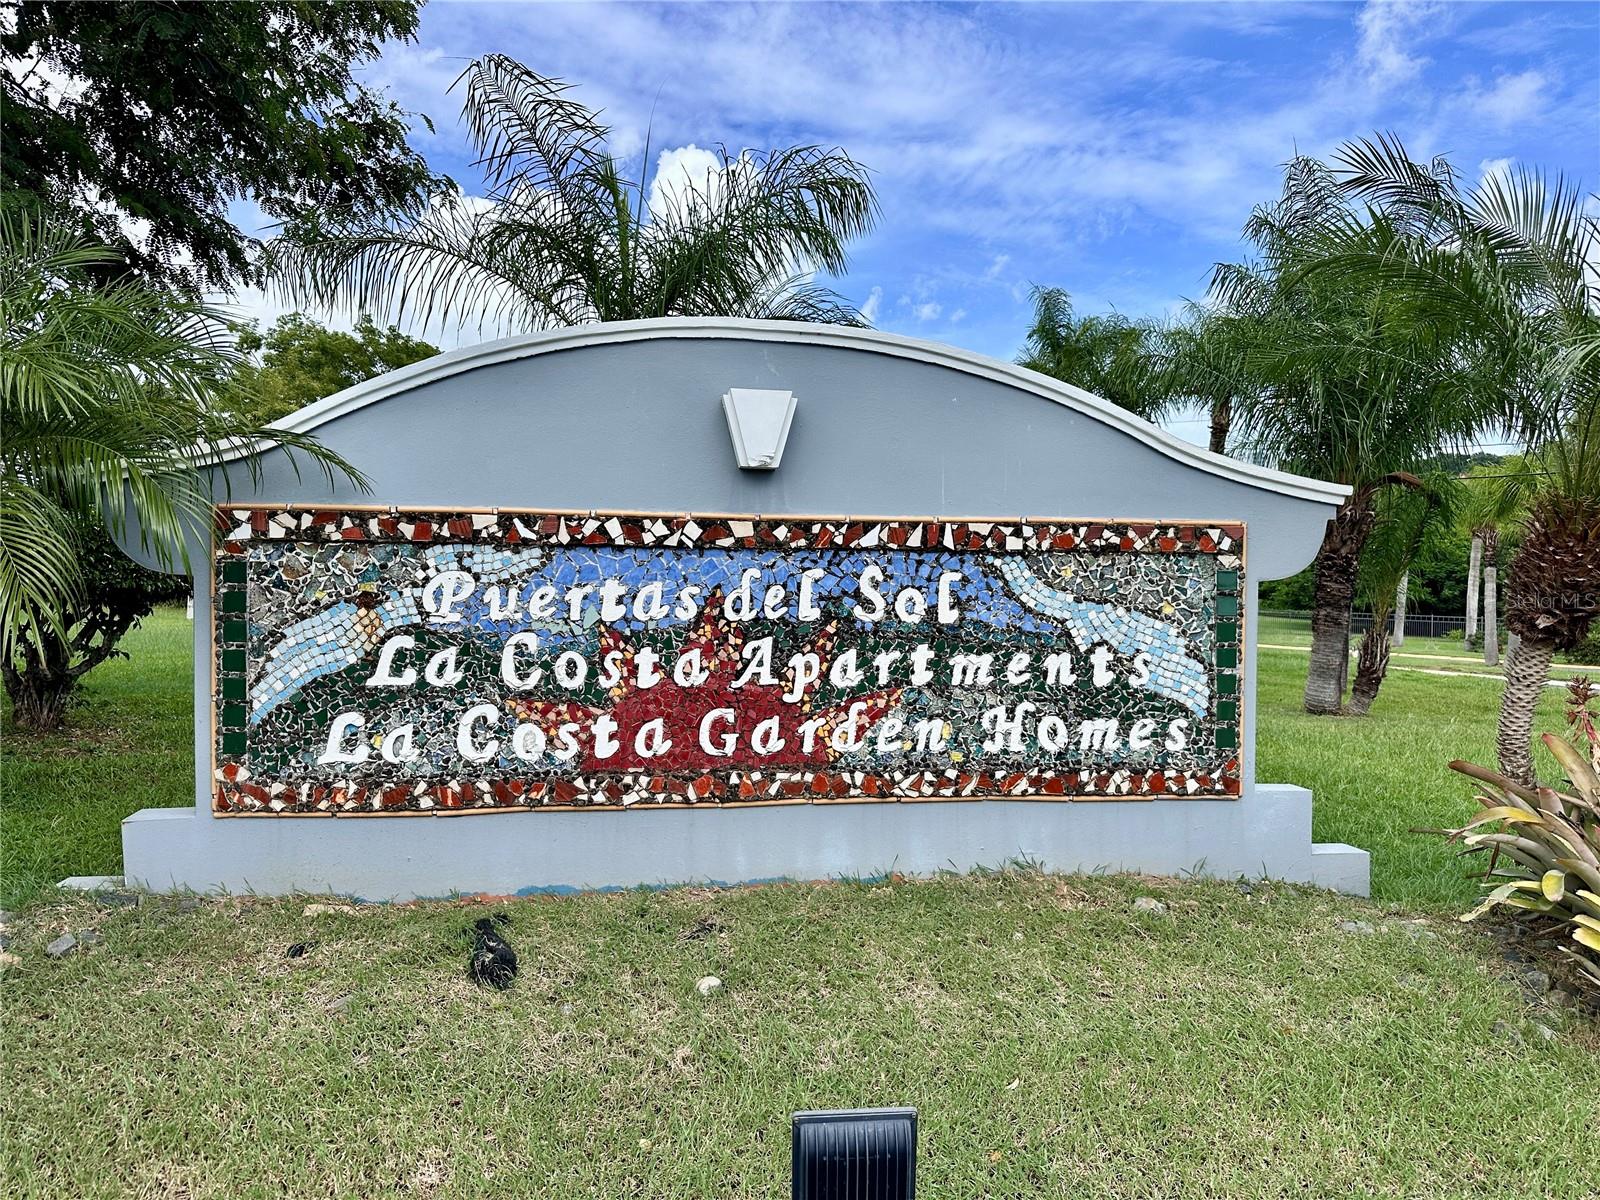 Puertas del Sol
La Costa Apartments
La Costa Garden Homes
Stellar MLS